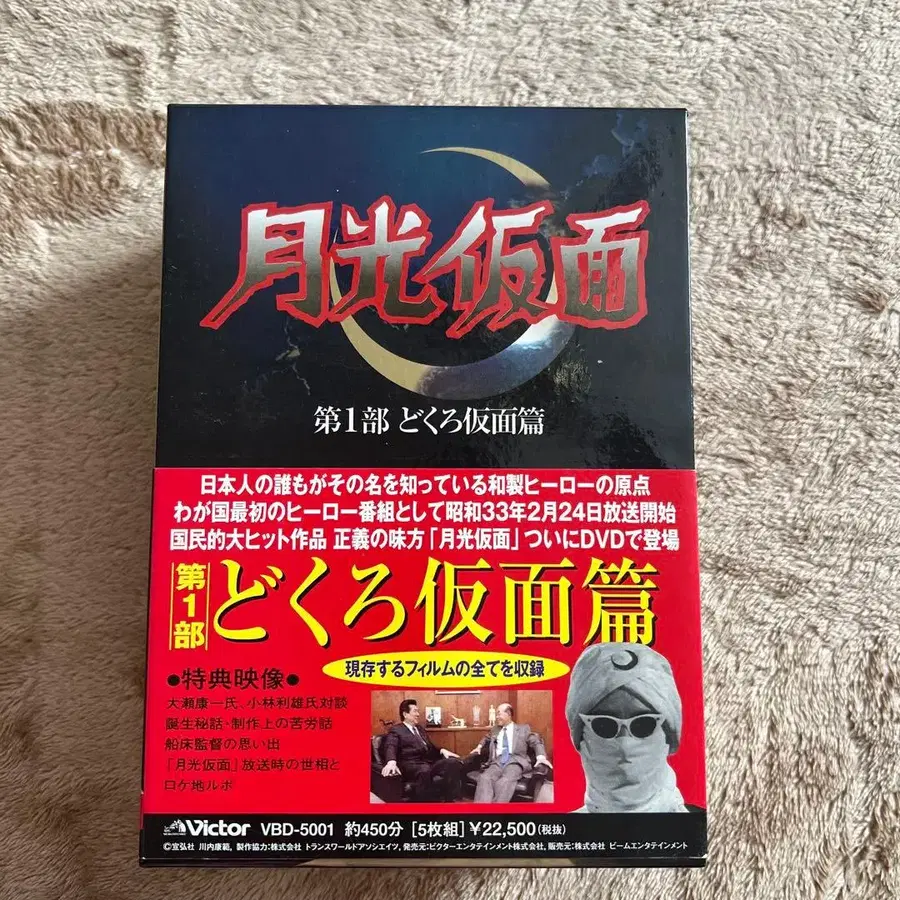 月光仮面
第1部 どくろ仮面篇
日本人の誰もがその名を知っている和製ヒーローの原点
わが国最初のヒーロー番組として昭和33年2月24日放送開始
国民的大ヒット作品 正義の味方「月光仮面」ついにDVDで登場
第1部 どくろ仮面篇
現存するフィルムの全てを収録
●特典映像●
大瀬康一氏、小林利雄氏対談
誕生秘話・制作上の苦労話
船床監督の思い出
「月光仮面」放送時の世相と
ロケ地ルポ
Victor VBD-5001 約450分 [5枚組] ¥22,500(税抜)
©宣弘社 川内康範, 製作協力:株式会社 トランスワールドアソシエイツ, 発売元:ビクターエンタテインメント株式会社, 販売元:株式会社 ビームエンタテインメント